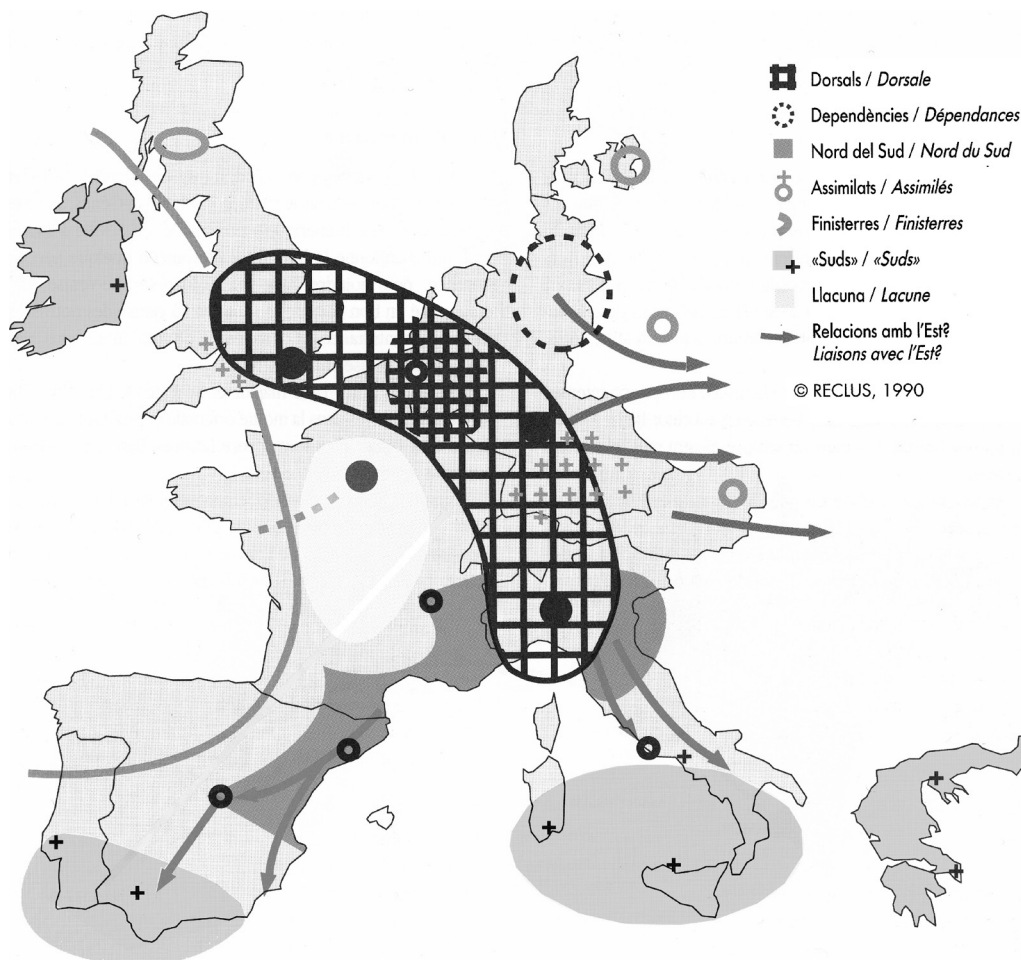 Dorsals / Dorsale
Dependències / Dépendances
Nord del Sud / Nord du Sud
Assimilats / Assimilés
Finisterres / Finisterres
«Suds» / «Suds»
Llacuna / Lacune
Relacions amb l'Est?
Liaisons avec l'Est?
© RECLUS, 1990